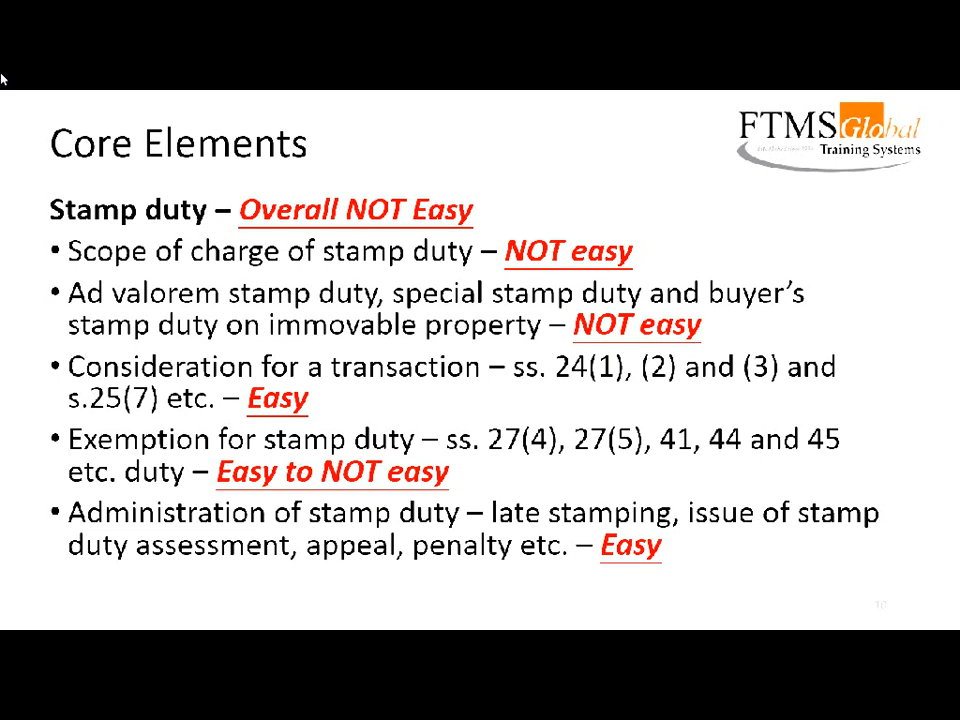 FTMS Global
Training Systems
Core Elements
Stamp duty – Overall NOT Easy
• Scope of charge of stamp duty – NOT easy
• Ad valorem stamp duty, special stamp duty and buyer's
stamp duty on immovable property – NOT easy
• Consideration for a transaction – ss. 24(1), (2) and (3) and
s.25(7) etc. – Easy
• Exemption for stamp duty – ss. 27(4), 27(5), 41, 44 and 45
etc. duty – Easy to NOT easy
• Administration of stamp duty – late stamping, issue of stamp
duty assessment, appeal, penalty etc. – Easy